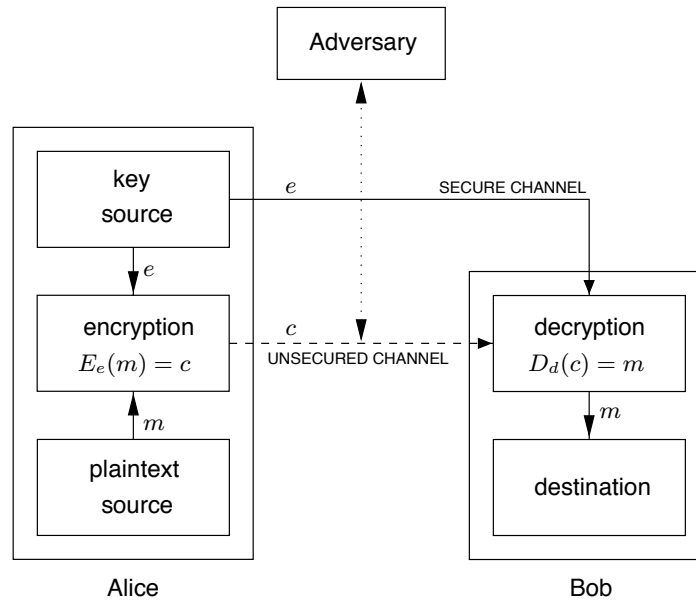 Adversary
key
source
e
SECURE CHANNEL
e
encryption
E_e(m) = c
c
UNSECURED CHANNEL
decryption
D_d(c) = m
m
m
plaintext
source
destination
Alice
Bob